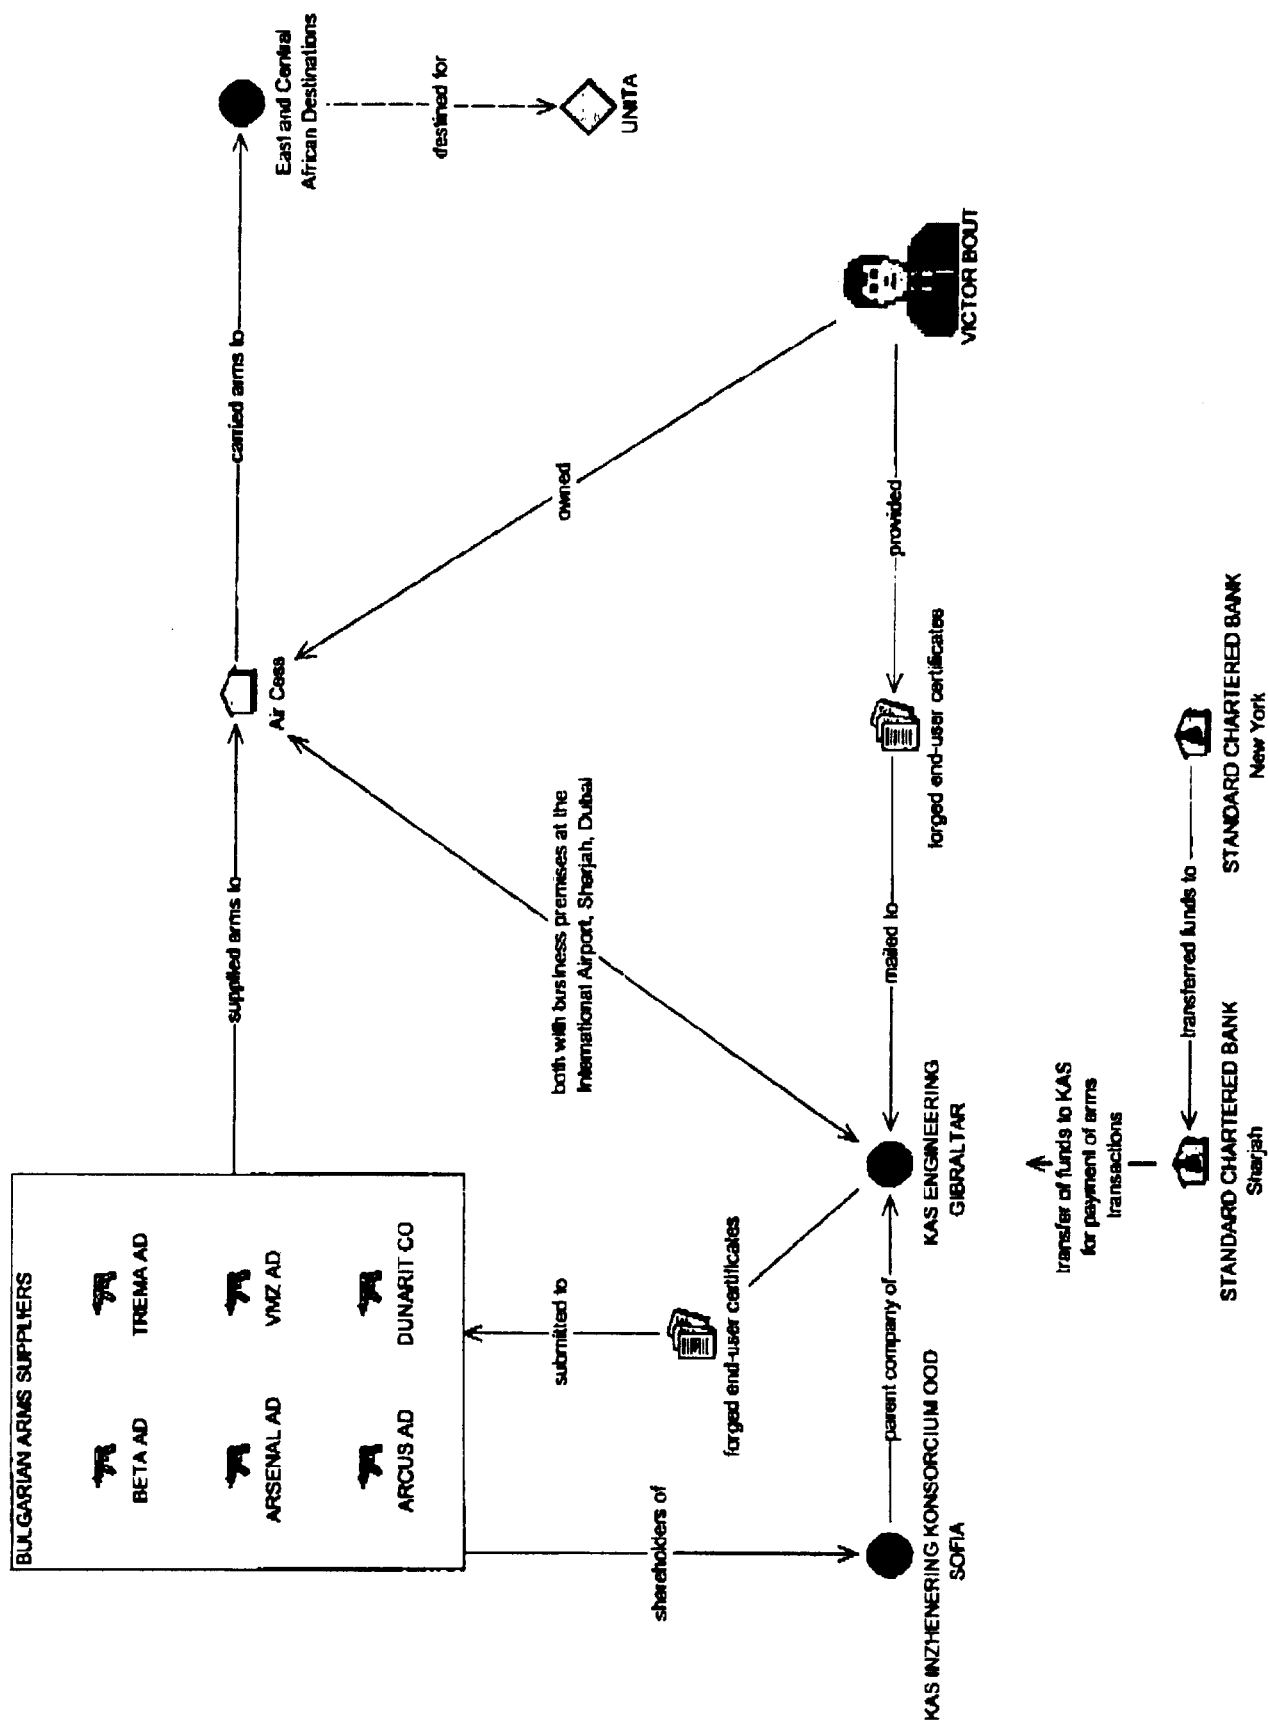 BULGARIAN ARMS SUPPLIERS
BETA AD
TREMA AD
ARSENAL AD
VMZ AD
ARCUS AD
DUNARIT CO
supplied arms to
Air Cess
carried arms to
East and Central
African Destinations
destined for
UNITA
shareholders of
submitted to
forged end-user certificates
both with business premises at the
International Airport, Sharjah, Dubai
owned
KAS INZHENERING KONSORCIUM OOD
SOFIA
parent company of
KAS ENGINEERING
GIBRALTAR
mailed to
forged end-user certificates
provided
VICTOR BOUT
transfer of funds to KAS
for payment of arms
transactions
STANDARD CHARTERED BANK
Sharjah
transferred funds to
STANDARD CHARTERED BANK
New York